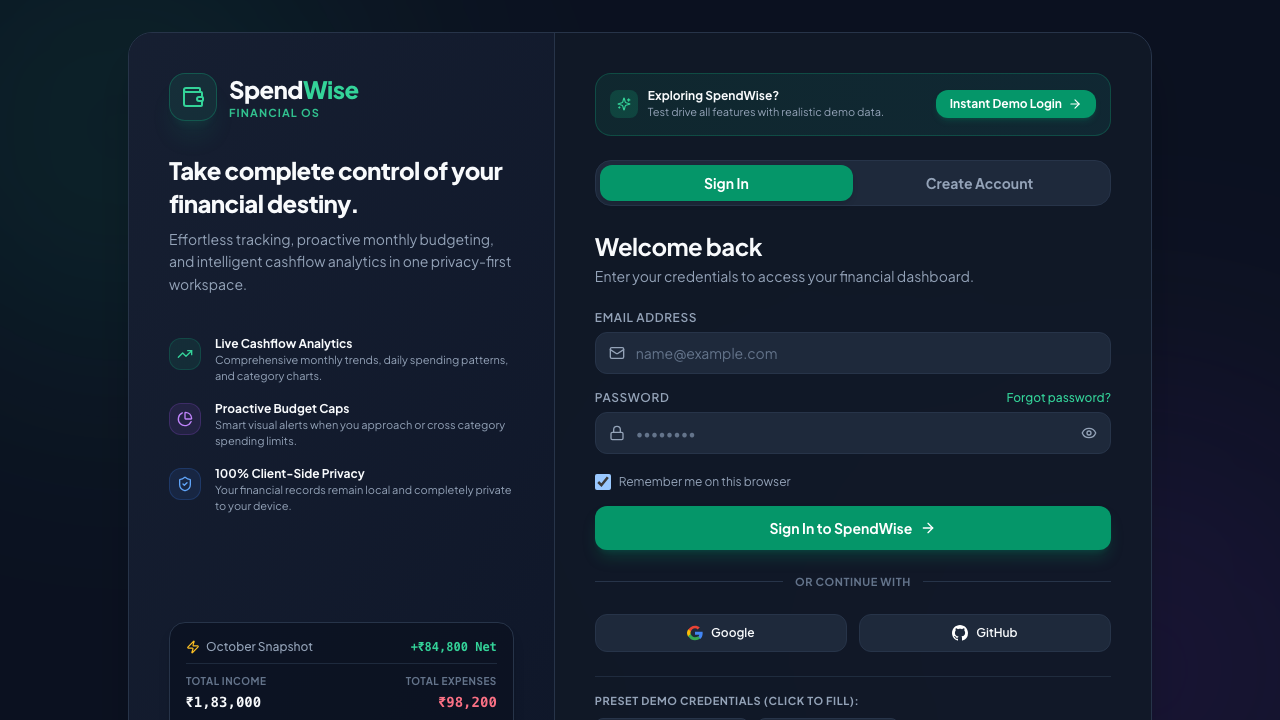 SpendWise
FINANCIAL OS
Take complete control of your
financial destiny.
Effortless tracking, proactive monthly budgeting,
and intelligent cashflow analytics in one privacy-first
workspace.
Live Cashflow Analytics
Comprehensive monthly trends, daily spending patterns,
and category charts.
Proactive Budget Caps
Smart visual alerts when you approach or cross category
spending limits.
100% Client-Side Privacy
Your financial records remain local and completely private
to your device.
October Snapshot +₹84,800 Net
TOTAL INCOME TOTAL EXPENSES
₹1,83,000 ₹98,200
Exploring SpendWise?
Test drive all features with realistic demo data.
Instant Demo Login →
Sign In Create Account
Welcome back
Enter your credentials to access your financial dashboard.
EMAIL ADDRESS
name@example.com
PASSWORD Forgot password?
••••••••
Remember me on this browser
Sign In to SpendWise →
OR CONTINUE WITH
Google GitHub
PRESET DEMO CREDENTIALS (CLICK TO FILL):